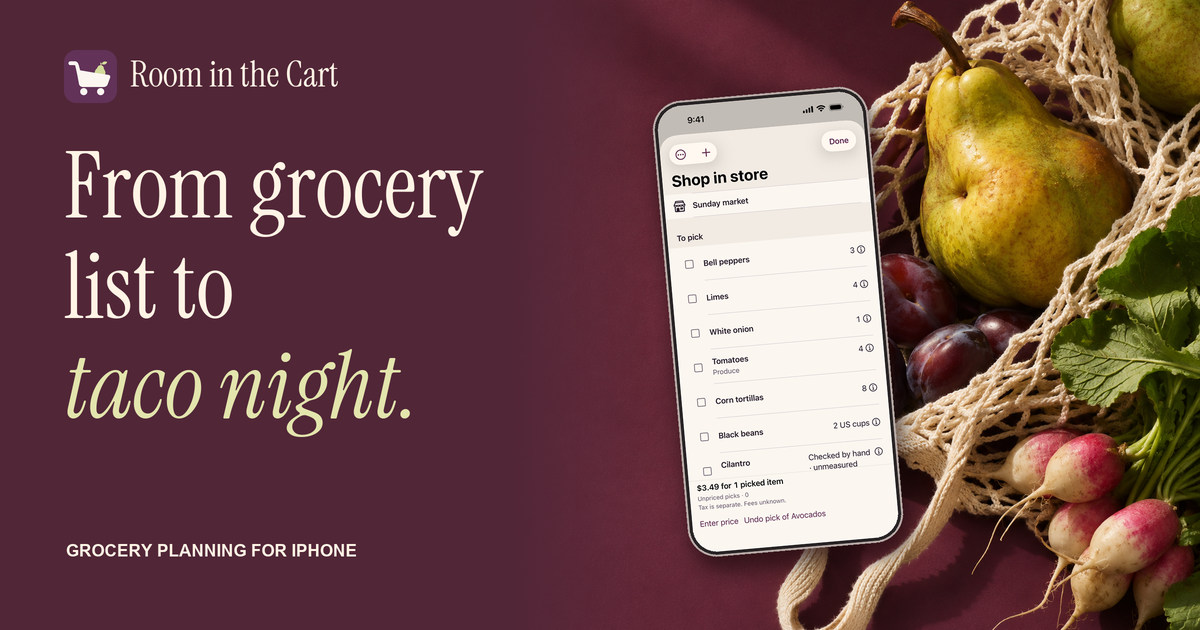 Room in the Cart
From grocery
list to
taco night.
GROCERY PLANNING FOR IPHONE
9:41
Done
Shop in store
Sunday market
To pick
Bell peppers 3
Limes 4
White onion 1
Tomatoes 4
Produce
Corn tortillas 8
Black beans 2 US cups
Cilantro Checked by hand
· unmeasured
$3.49 for 1 picked item
Unpriced picks · 0
Tax is separate. Fees unknown.
Enter price Undo pick of Avocados